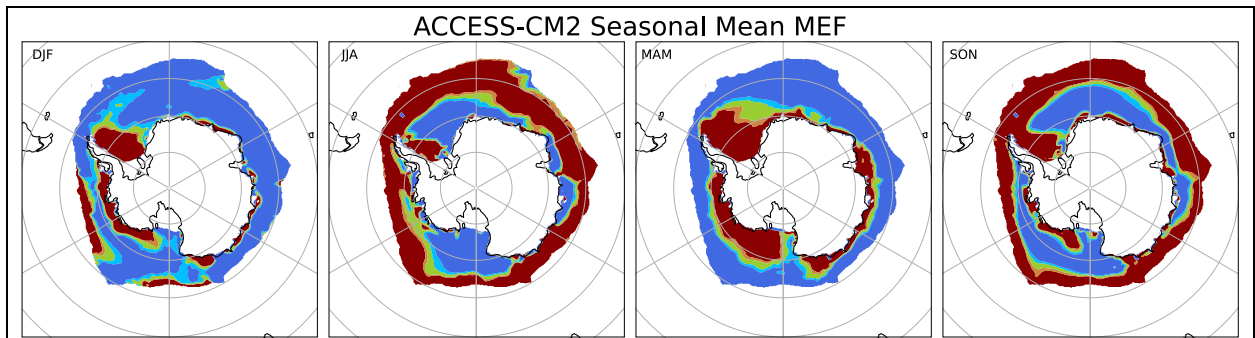 ACCESS-CM2 Seasonal Mean MEF
DJF
JJA
MAM
SON